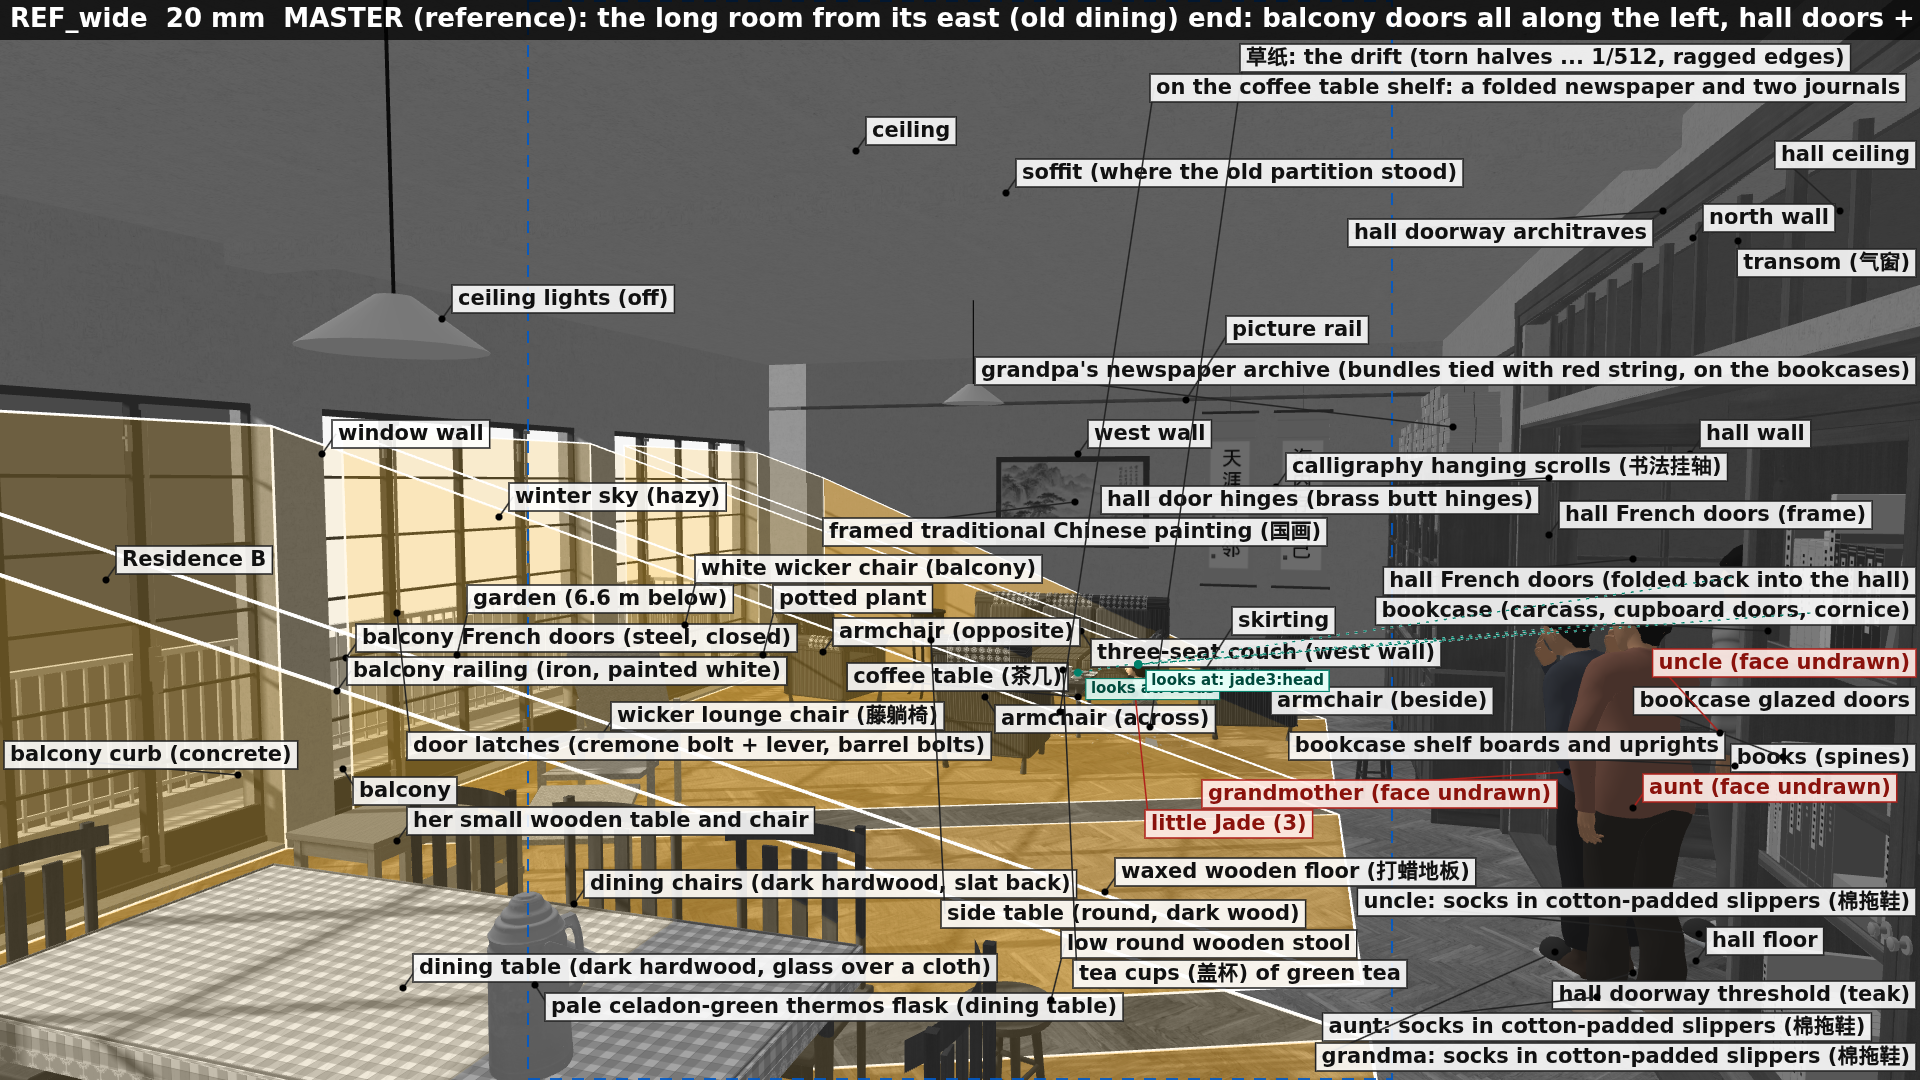 REF_wide 20 mm MASTER (reference): the long room from its east (old dining) end: balcony doors all along the left, hall doors +
草纸: the drift (torn halves ... 1/512, ragged edges)
on the coffee table shelf: a folded newspaper and two journals
ceiling
hall ceiling
soffit (where the old partition stood)
north wall
hall doorway architraves
transom (气窗)
ceiling lights (off)
picture rail
grandpa's newspaper archive (bundles tied with red string, on the bookcases)
window wall
west wall
hall wall
天涯
calligraphy hanging scrolls (书法挂轴)
winter sky (hazy)
hall door hinges (brass butt hinges)
hall French doors (frame)
framed traditional Chinese painting (国画)
Residence B
white wicker chair (balcony)
hall French doors (folded back into the hall)
garden (6.6 m below)
potted plant
bookcase (carcass, cupboard doors, cornice)
skirting
balcony French doors (steel, closed)
armchair (opposite)
three-seat couch (west wall)
uncle (face undrawn)
balcony railing (iron, painted white)
coffee table (茶几)
looks at: jade3:head
armchair (beside)
bookcase glazed doors
wicker lounge chair (藤躺椅)
armchair (across)
balcony curb (concrete)
door latches (cremone bolt + lever, barrel bolts)
bookcase shelf boards and uprights
books (spines)
balcony
grandmother (face undrawn)
aunt (face undrawn)
her small wooden table and chair
little Jade (3)
waxed wooden floor (打蜡地板)
dining chairs (dark hardwood, slat back)
uncle: socks in cotton-padded slippers (棉拖鞋)
side table (round, dark wood)
low round wooden stool
hall floor
dining table (dark hardwood, glass over a cloth)
tea cups (盖杯) of green tea
hall doorway threshold (teak)
pale celadon-green thermos flask (dining table)
aunt: socks in cotton-padded slippers (棉拖鞋)
grandma: socks in cotton-padded slippers (棉拖鞋)